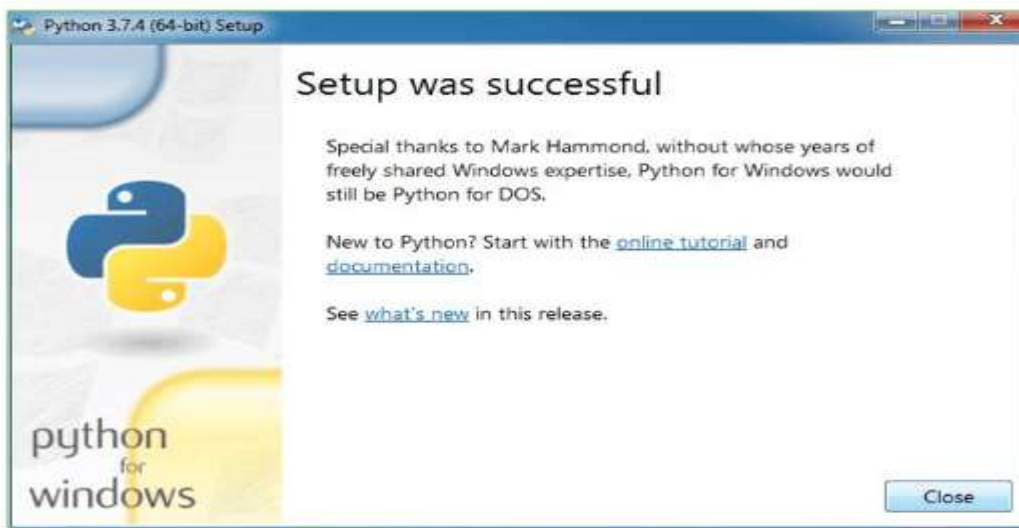 Python 3.7.4 (64-bit) Setup
Setup was successful
Special thanks to Mark Hammond, without whose years of
freely shared Windows expertise, Python for Windows would
still be Python for DOS.
New to Python? Start with the online tutorial and
documentation.
See what's new in this release.
python
for
windows
Close